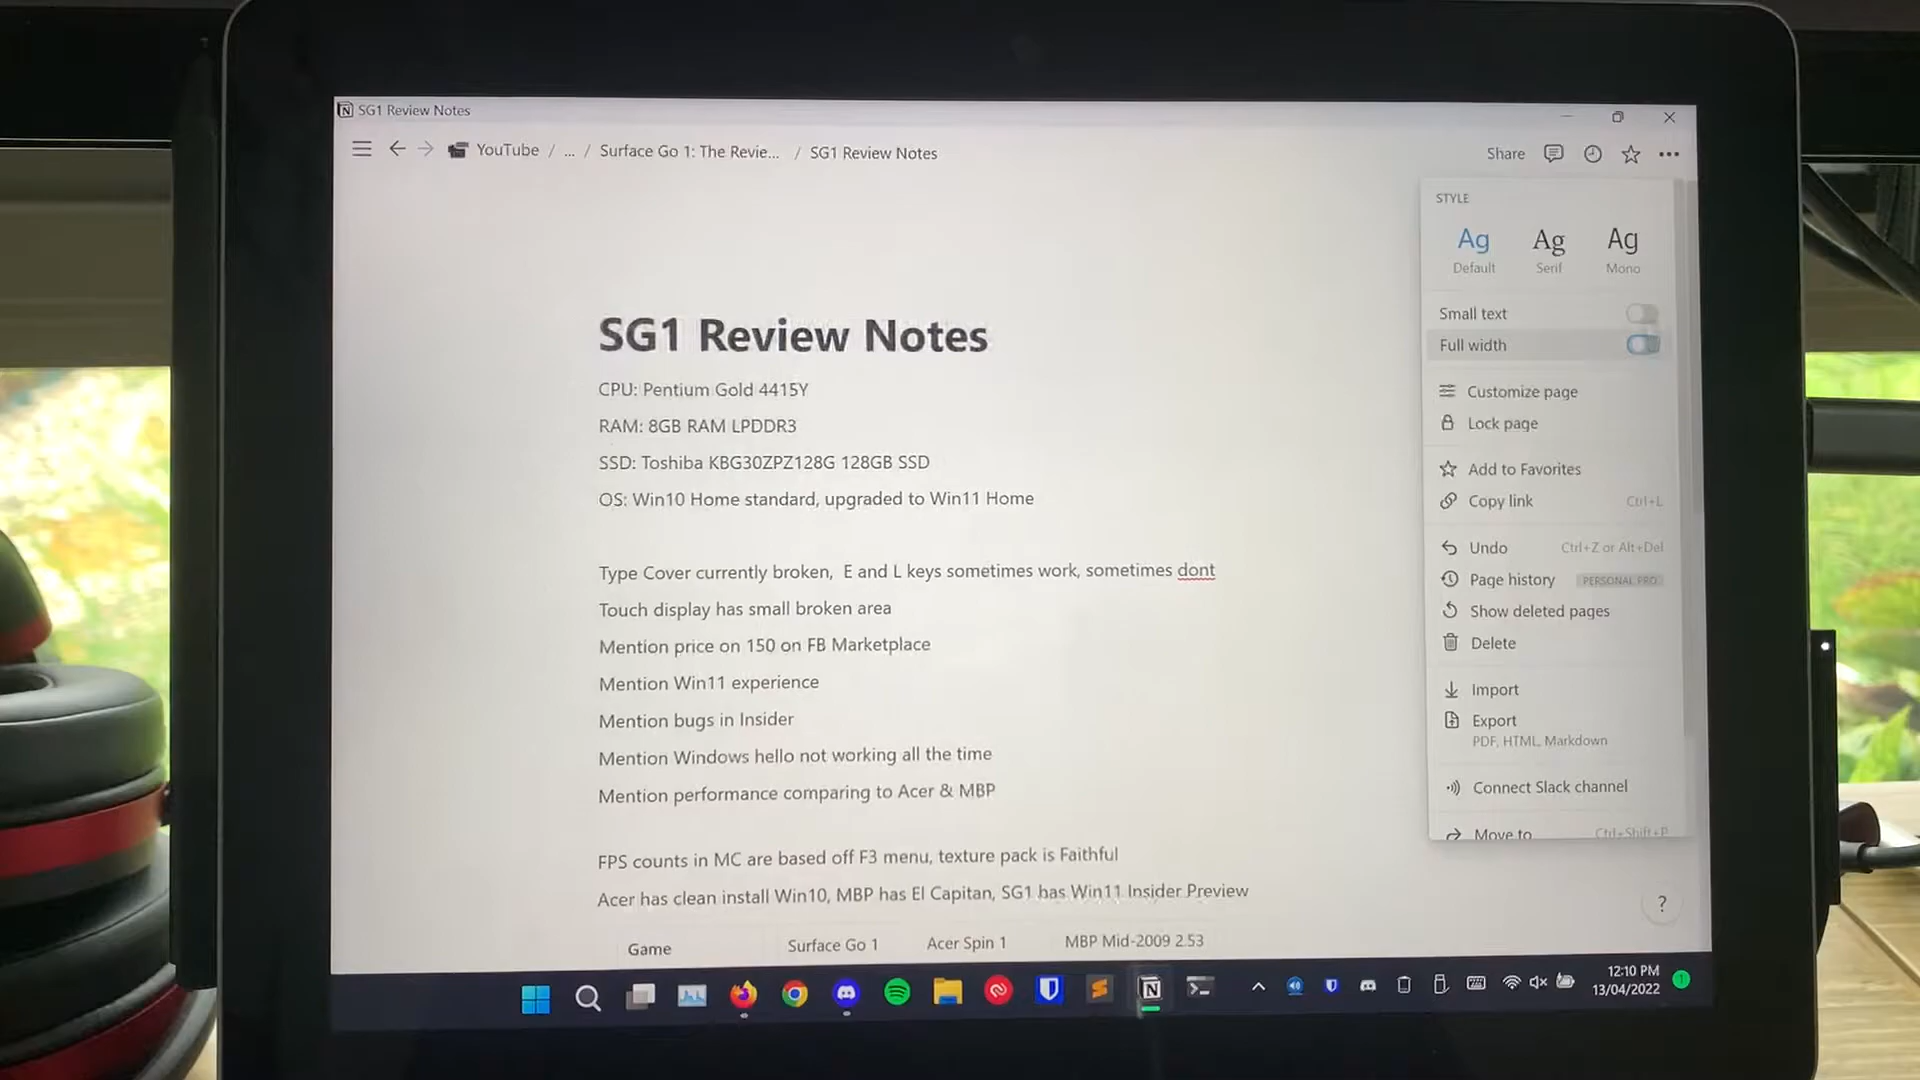 SG1 Review Notes
YouTube / ... / Surface Go 1: The Revie... / SG1 Review Notes
Share
STYLE
Ag Ag Ag
Default Serif Mono
Small text
Full width
Customize page
Lock page
Add to Favorites
Copy link Ctrl+L
Undo Ctrl+Z or Alt+Del
Page history PERSONAL PRO
Show deleted pages
Delete
Import
Export
PDF, HTML, Markdown
Connect Slack channel
Move to Ctrl+Shift+P
SG1 Review Notes
CPU: Pentium Gold 4415Y
RAM: 8GB RAM LPDDR3
SSD: Toshiba KBG30ZPZ128G 128GB SSD
OS: Win10 Home standard, upgraded to Win11 Home
Type Cover currently broken, E and L keys sometimes work, sometimes dont
Touch display has small broken area
Mention price on 150 on FB Marketplace
Mention Win11 experience
Mention bugs in Insider
Mention Windows hello not working all the time
Mention performance comparing to Acer & MBP
FPS counts in MC are based off F3 menu, texture pack is Faithful
Acer has clean install Win10, MBP has El Capitan, SG1 has Win11 Insider Preview
Game Surface Go 1 Acer Spin 1 MBP Mid-2009 2.53
?
12:10 PM
13/04/2022
1